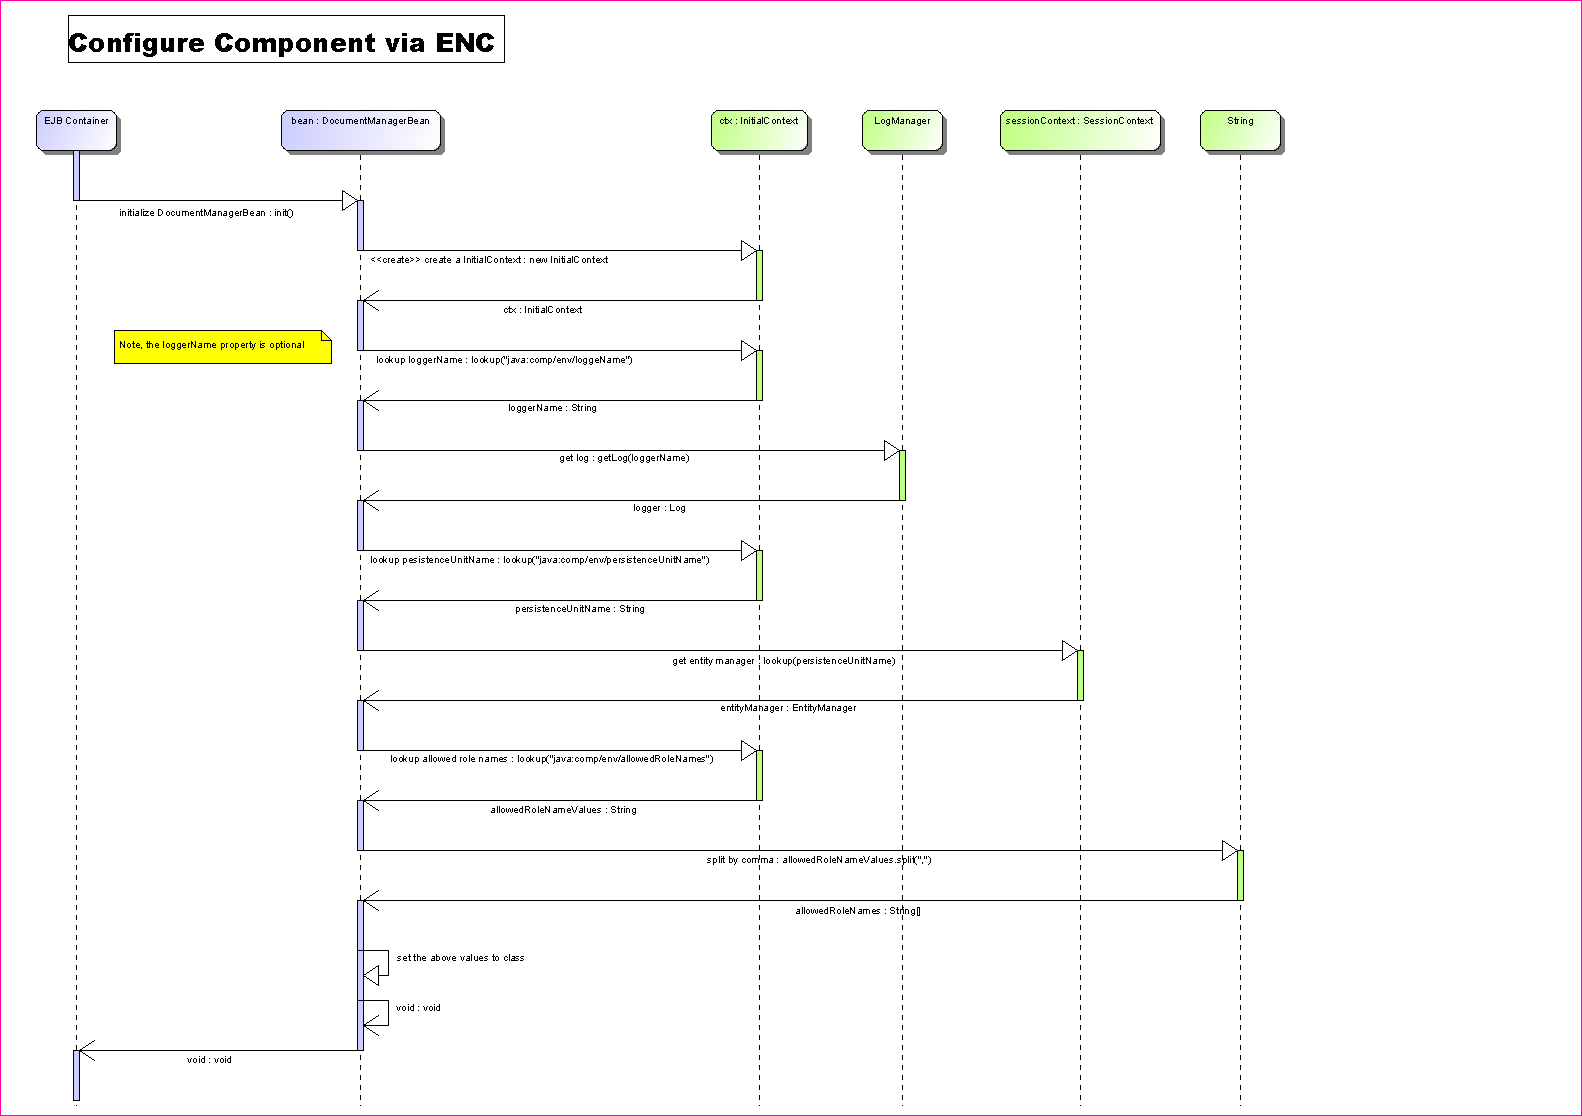 Configure Component via ENC
EJB Container
bean : DocumentManagerBean
ctx : InitialContext
LogManager
sessionContext : SessionContext
String
initialize DocumentManagerBean : init()
<<create>> create a InitialContext : new InitialContext
ctx : InitialContext
Note, the loggerName property is optional
lookup loggerName : lookup("java:comp/env/loggeName")
loggerName : String
get log : getLog(loggerName)
logger : Log
lookup pesistenceUnitName : lookup("java:comp/env/persistenceUnitName")
persistenceUnitName : String
get entity manager : lookup(persistenceUnitName)
entityManager : EntityManager
lookup allowed role names : lookup("java:comp/env/allowedRoleNames")
allowedRoleNameValues : String
split by comma : allowedRoleNameValues.split(",")
allowedRoleNames : String[]
set the above values to class
void : void
void : void